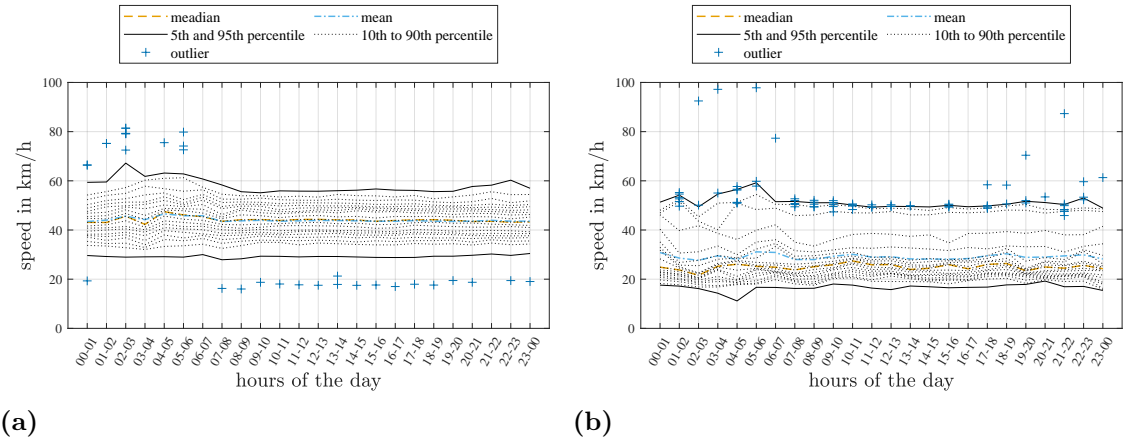 meadian mean
5th and 95th percentile 10th to 90th percentile
outlier
100
80
60
40
20
0
speed in km/h
00-01 01-02 02-03 03-04 04-05 05-06 06-07 07-08 08-09 09-10 10-11 11-12 12-13 13-14 14-15 15-16 16-17 17-18 18-19 19-20 20-21 21-22 22-23 23-00
hours of the day
(a)
meadian mean
5th and 95th percentile 10th to 90th percentile
outlier
100
80
60
40
20
0
speed in km/h
00-01 01-02 02-03 03-04 04-05 05-06 06-07 07-08 08-09 09-10 10-11 11-12 12-13 13-14 14-15 15-16 16-17 17-18 18-19 19-20 20-21 21-22 22-23 23-00
hours of the day
(b)